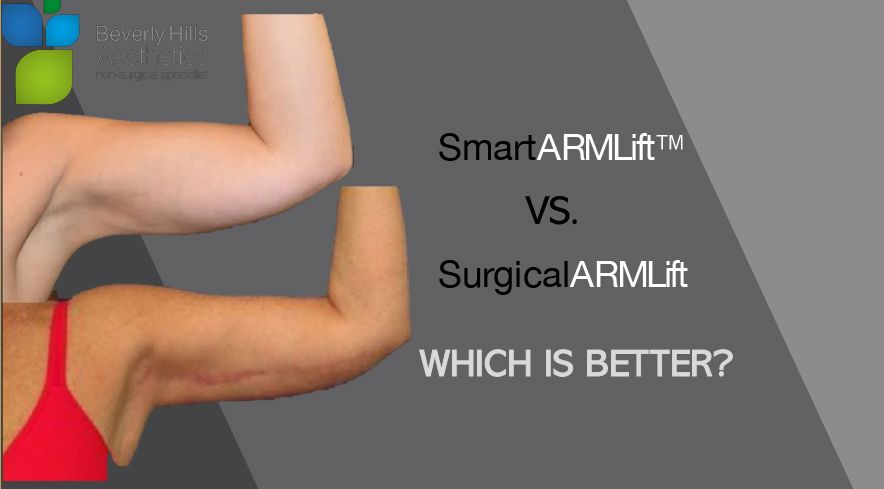 Beverly Hills
Aesthetics
non-surgical specialist
SmartARMLift™
VS.
SurgicalARMLift
WHICH IS BETTER?